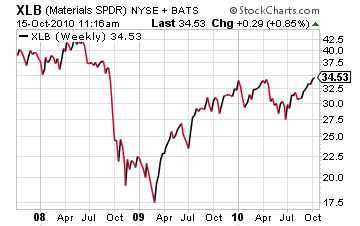 XLB (Materials SPDR) NYSE + BATS © StockCharts.com
15-Oct-2010 11:16am Last 34.53 Chg +0.29 (+0.85%)
XLB (Weekly) 34.53
42.5
40.0
37.5
34.53
32.5
30.0
27.5
25.0
22.5
20.0
17.5
08 Apr Jul Oct 09 Apr Jul Oct 10 Apr Jul Oct